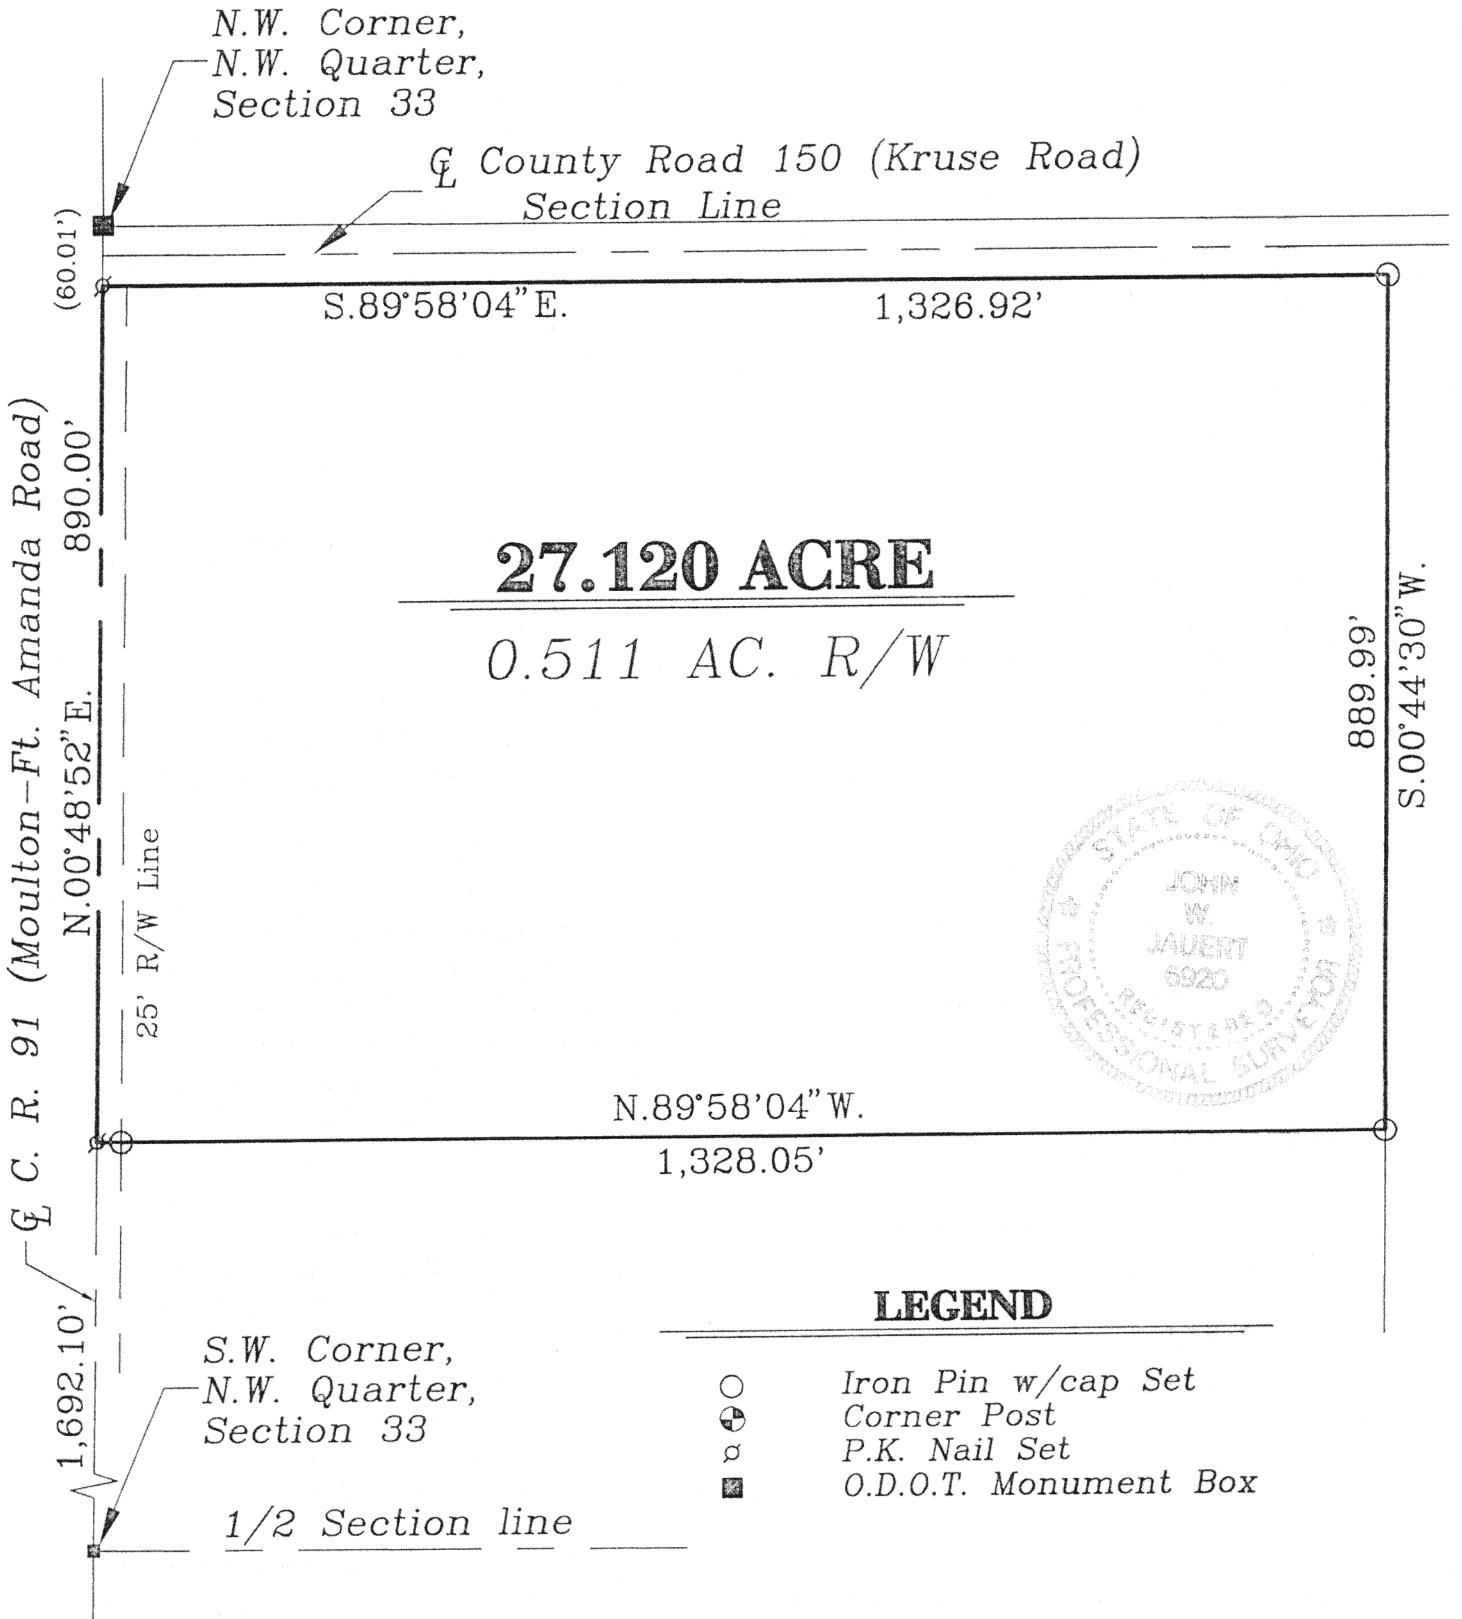 N.W. Corner,
N.W. Quarter,
Section 33
℄ County Road 150 (Kruse Road)
Section Line
(60.01')
S.89°58'04"E.
1,326.92'
℄ C. R. 91 (Moulton-Ft. Amanda Road)
N.00°48'52"E.
890.00'
25' R/W Line
27.120 ACRE
0.511 AC. R/W
889.99'
S.00°44'30"W.
STATE OF OHIO
JOHN
W.
JAUERT
6920
REGISTERED
PROFESSIONAL SURVEYOR
N.89°58'04"W.
1,328.05'
1,692.10'
S.W. Corner,
N.W. Quarter,
Section 33
1/2 Section line
LEGEND
Iron Pin w/cap Set
Corner Post
P.K. Nail Set
O.D.O.T. Monument Box